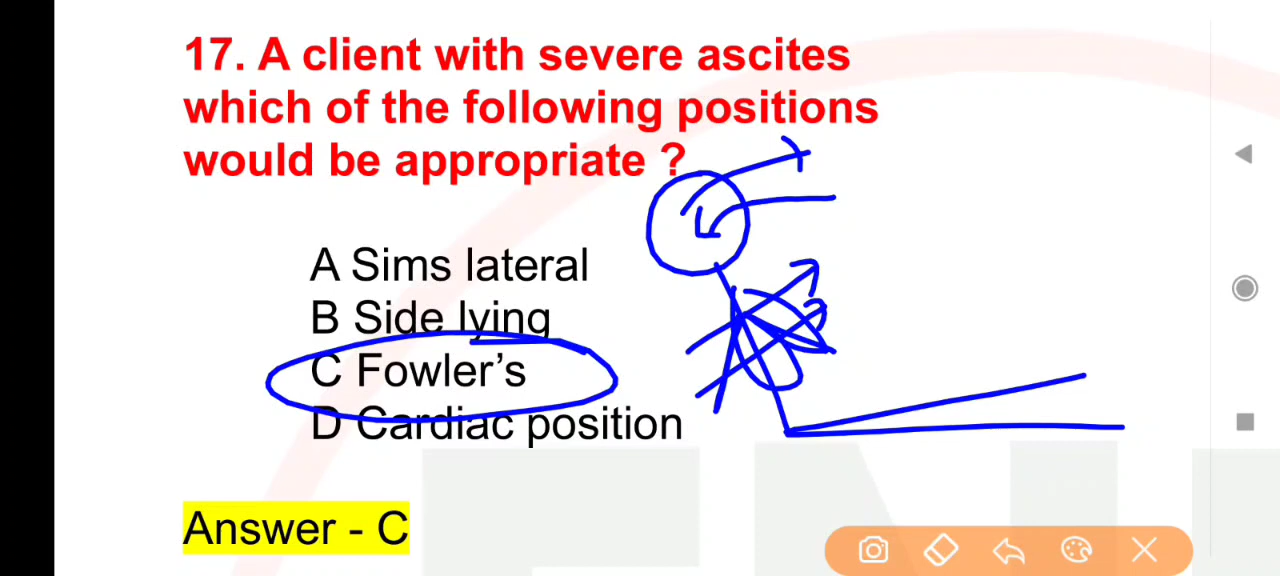 17. A client with severe ascites
which of the following positions
would be appropriate ?
A Sims lateral
B Side lying
C Fowler's
D Cardiac position
Answer - C